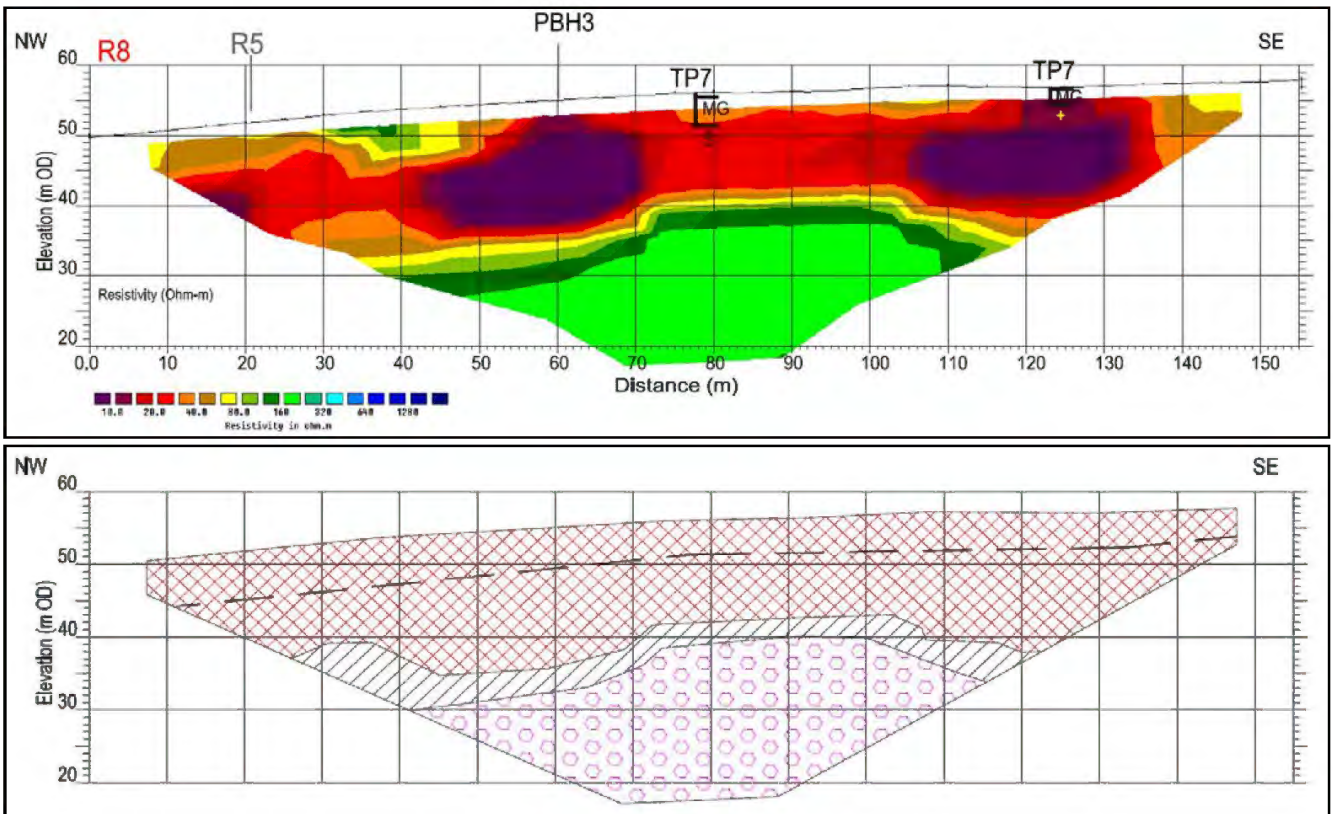 PBH3
NW R8 R5 SE
TP7 TP7
MG MG
60
50
40
30
20
Elevation (m OD)
Resistivity (Ohm-m)
0.0 10 20 30 40 50 60 70 80 90 100 110 120 130 140 150
Distance (m)
10.0 20.0 40.0 80.0 160 320 640 1280
Resistivity in ohm.m
NW SE
60
50
40
30
20
Elevation (m OD)